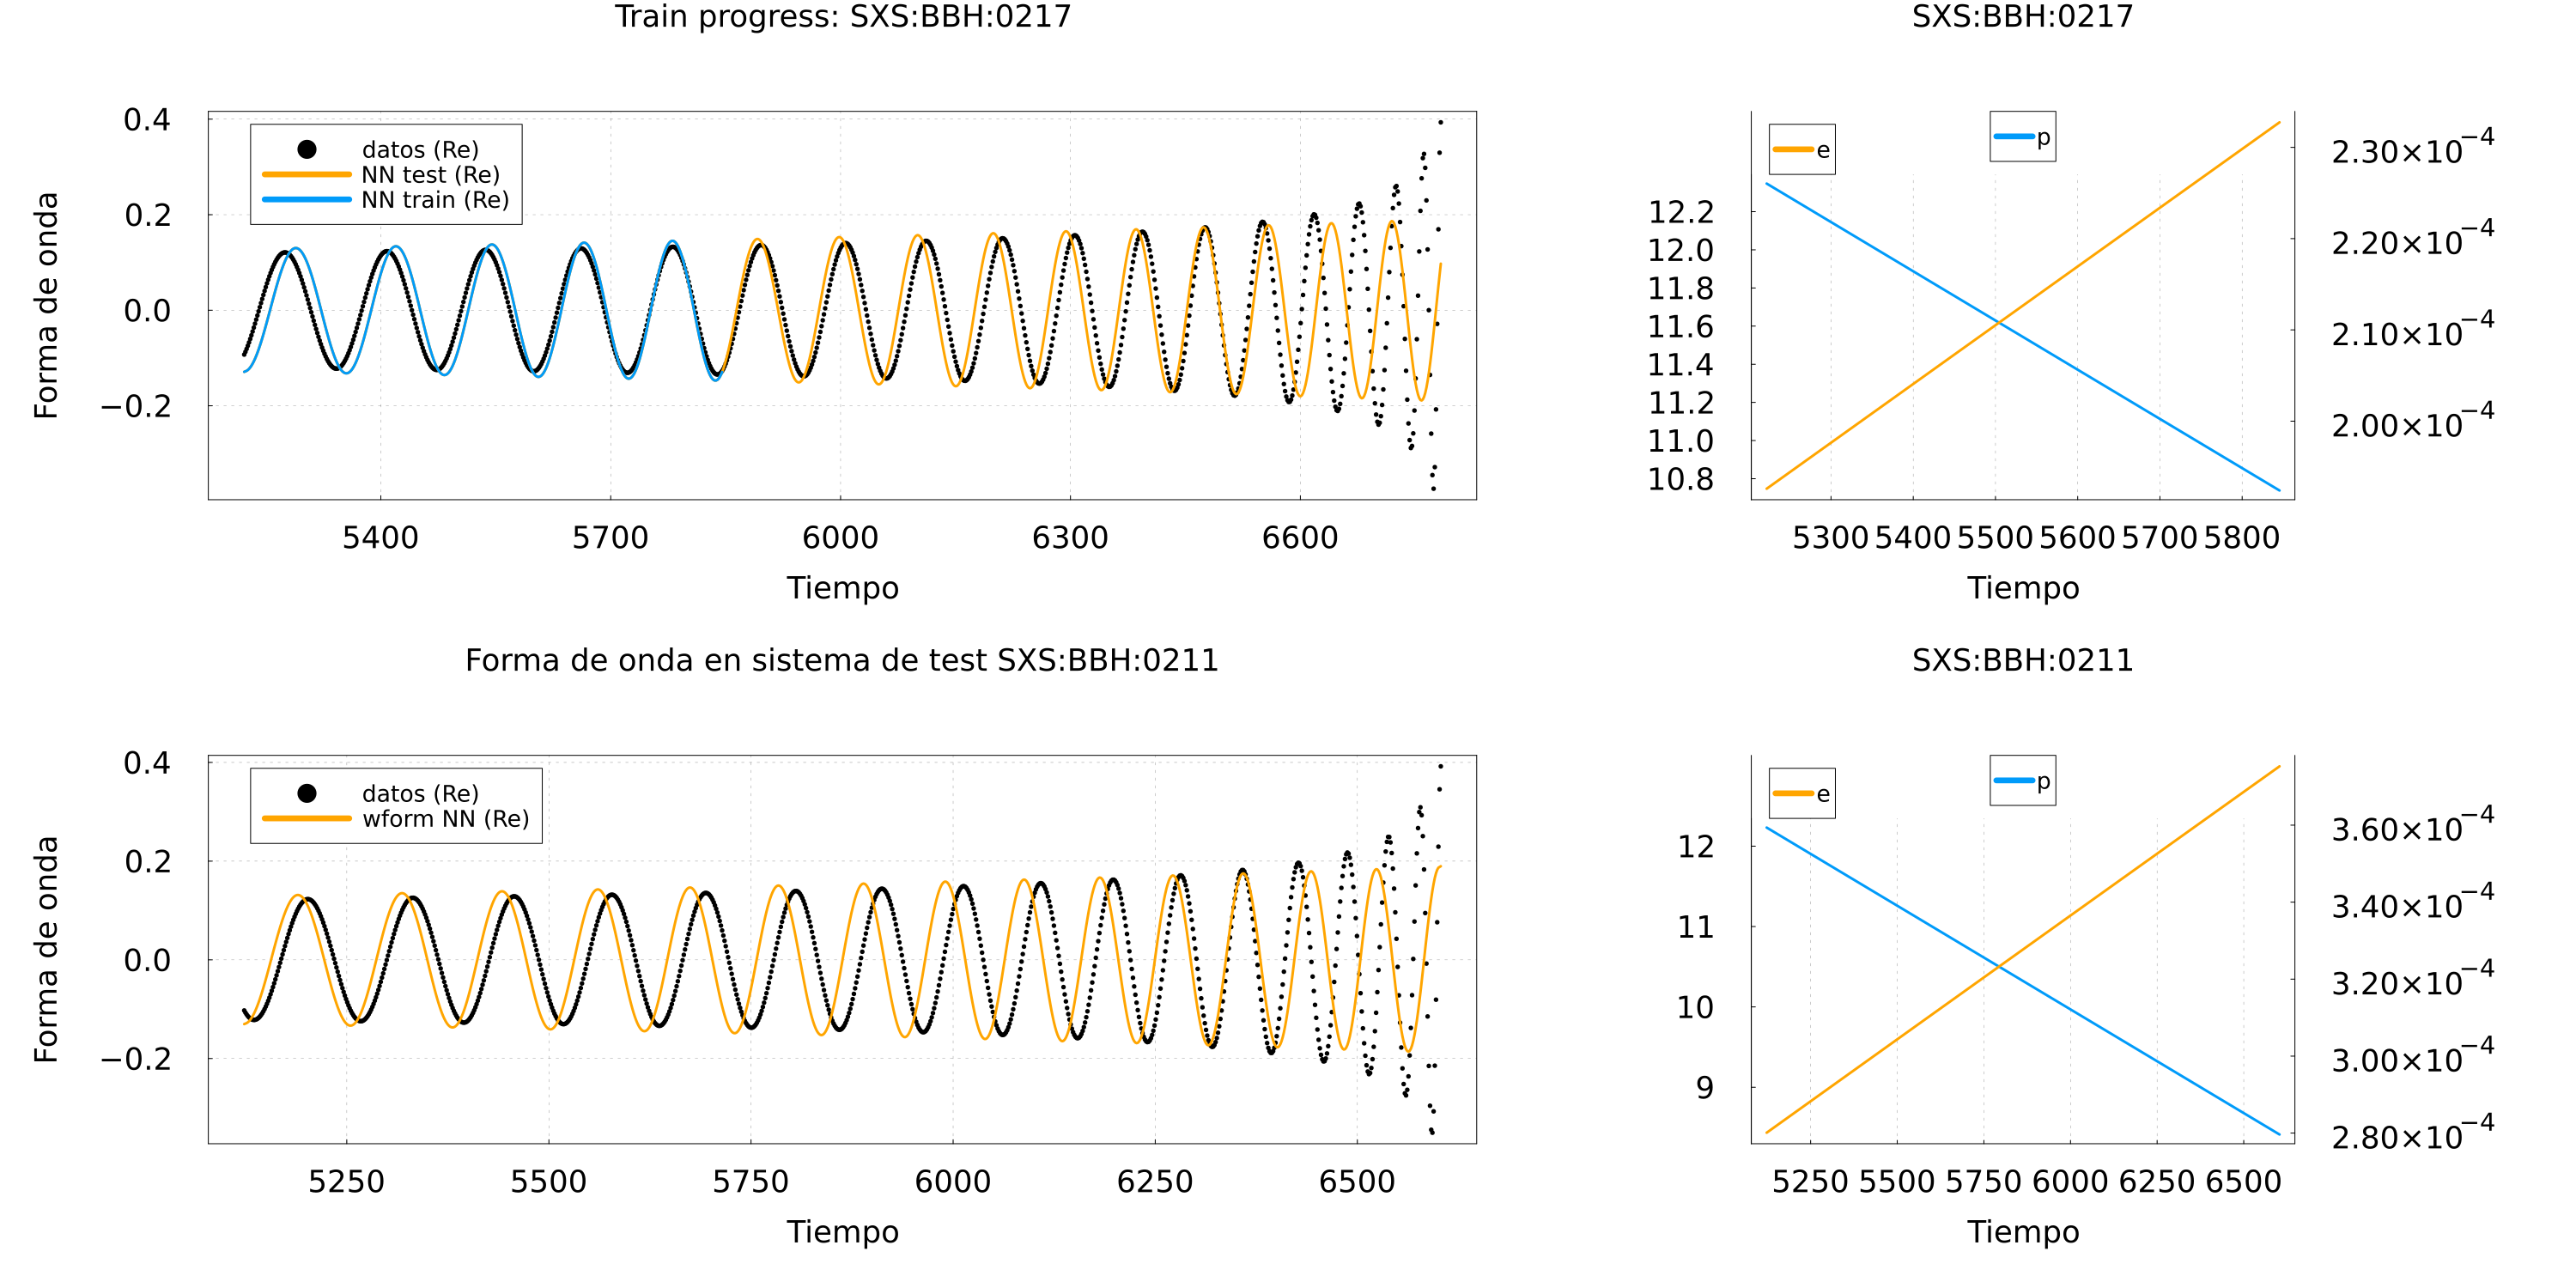 Train progress: SXS:BBH:0217
SXS:BBH:0217
Forma de onda
0.4
0.2
0.0
−0.2
datos (Re)
NN test (Re)
NN train (Re)
5400 5700 6000 6300 6600
Tiempo
e
p
12.2
12.0
11.8
11.6
11.4
11.2
11.0
10.8
2.30×10−4
2.20×10−4
2.10×10−4
2.00×10−4
5300 5400 5500 5600 5700 5800
Tiempo
Forma de onda en sistema de test SXS:BBH:0211
SXS:BBH:0211
Forma de onda
0.4
0.2
0.0
−0.2
datos (Re)
wform NN (Re)
5250 5500 5750 6000 6250 6500
Tiempo
e
p
12
11
10
9
3.60×10−4
3.40×10−4
3.20×10−4
3.00×10−4
2.80×10−4
5250 5500 5750 6000 6250 6500
Tiempo